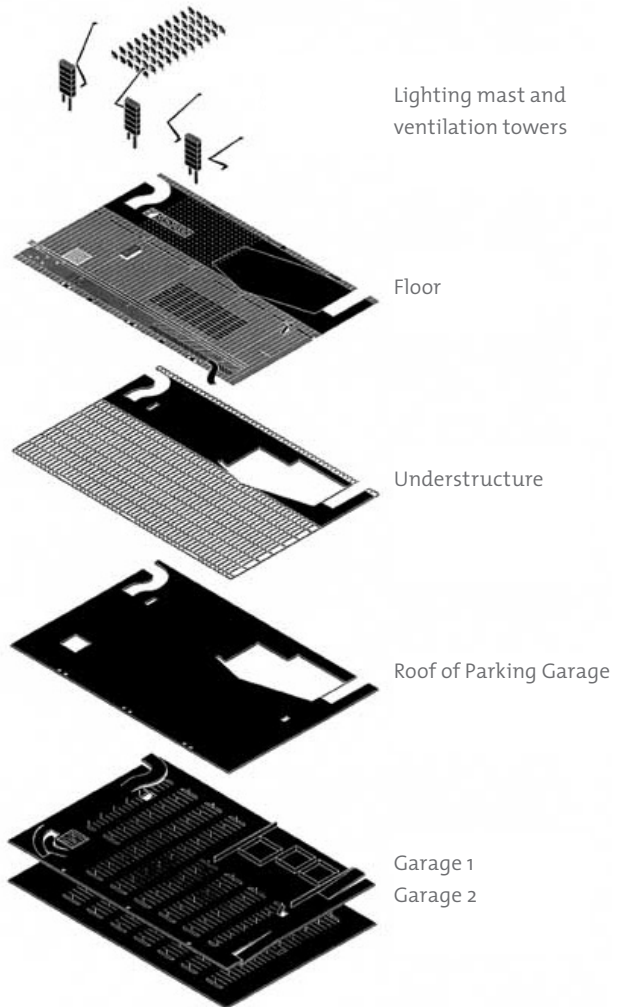 Lighting mast and
ventilation towers
Floor
Understructure
Roof of Parking Garage
Garage 1
Garage 2